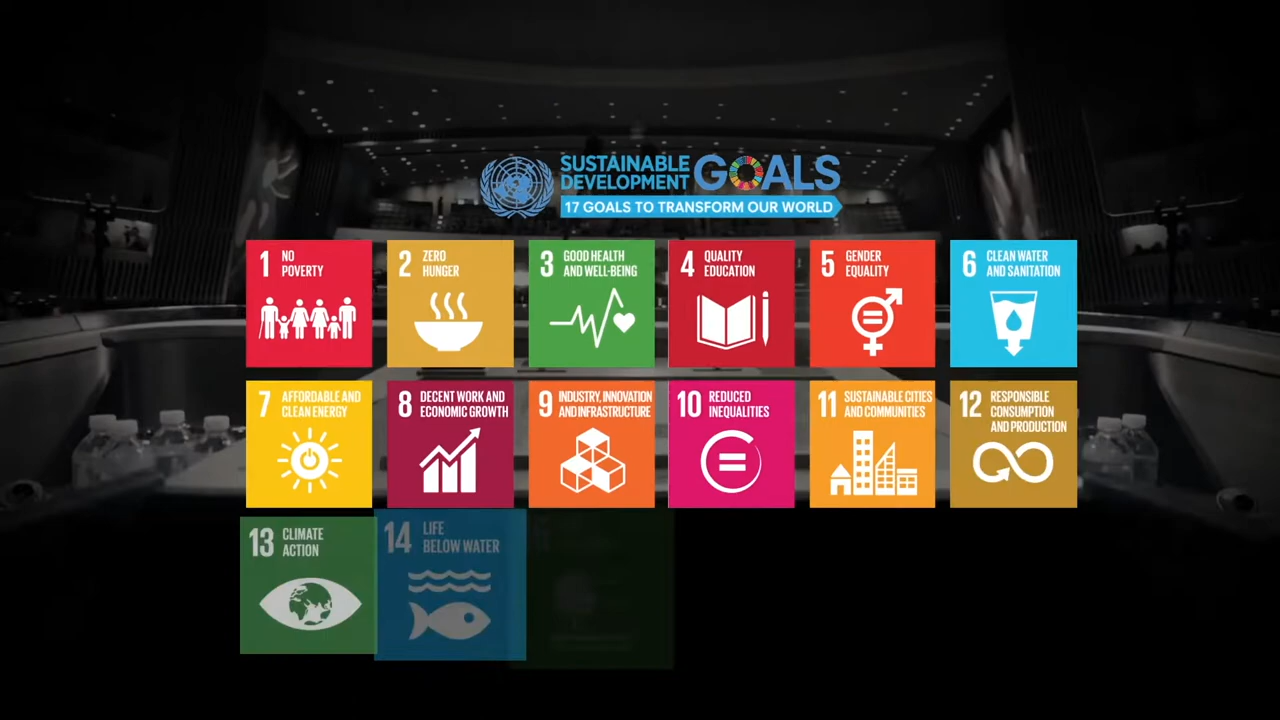 SUSTAINABLE
DEVELOPMENT GOALS
17 GOALS TO TRANSFORM OUR WORLD
1 NO
POVERTY
2 ZERO
HUNGER
3 GOOD HEALTH
AND WELL-BEING
4 QUALITY
EDUCATION
5 GENDER
EQUALITY
6 CLEAN WATER
AND SANITATION
7 AFFORDABLE AND
CLEAN ENERGY
8 DECENT WORK AND
ECONOMIC GROWTH
9 INDUSTRY, INNOVATION
AND INFRASTRUCTURE
10 REDUCED
INEQUALITIES
11 SUSTAINABLE CITIES
AND COMMUNITIES
12 RESPONSIBLE
CONSUMPTION
AND PRODUCTION
13 CLIMATE
ACTION
14 LIFE
BELOW WATER